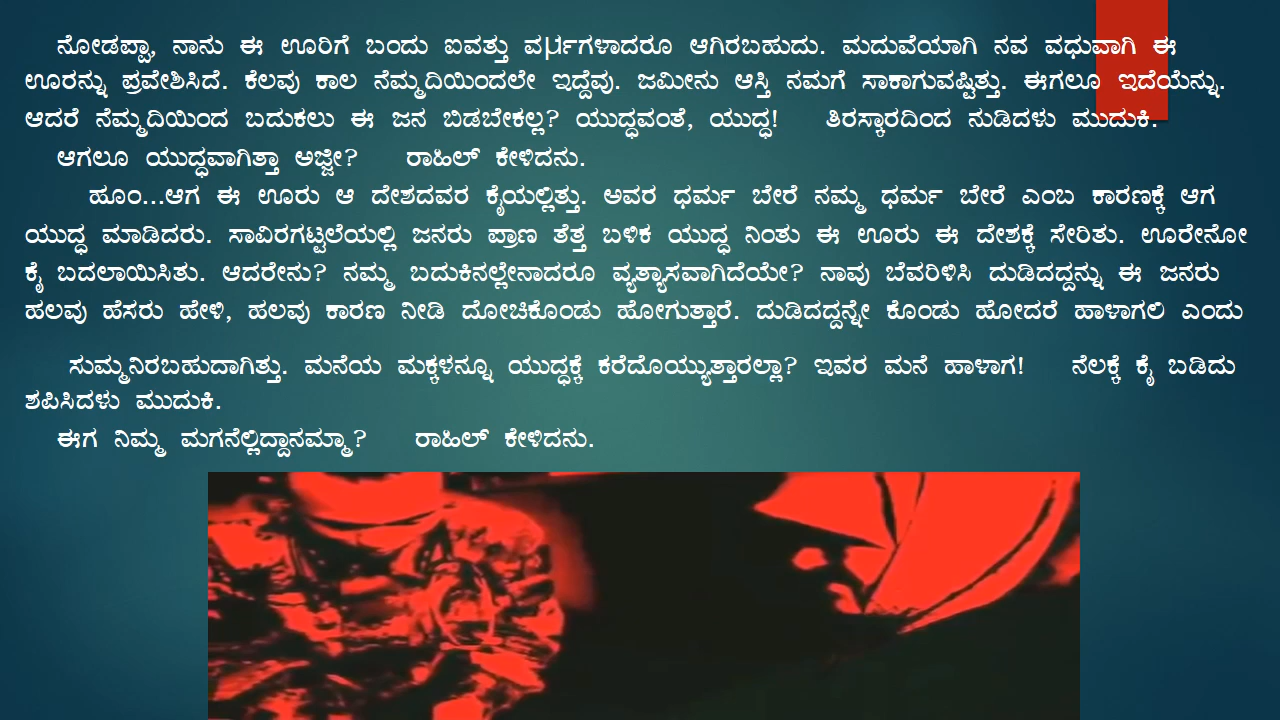 ನೋಡಪ್ಪಾ, ನಾನು ಈ ಊರಿಗೆ ಬಂದು ಐವತ್ತು ವರ್ಷಗಳಾದರೂ ಆಗಿರಬಹುದು. ಮದುವೆಯಾಗಿ ನವ ವಧುವಾಗಿ ಈ
ಊರನ್ನು ಪ್ರವೇಶಿಸಿದೆ. ಕೆಲವು ಕಾಲ ನೆಮ್ಮದಿಯಿಂದಲೇ ಇದ್ದೆವು. ಜಮೀನು ಆಸ್ತಿ ನಮಗೆ ಸಾಕಾಗುವಷ್ಟಿತ್ತು. ಈಗಲೂ ಇದೆಯೆನ್ನು.
ಆದರೆ ನೆಮ್ಮದಿಯಿಂದ ಬದುಕಲು ಈ ಜನ ಬಿಡಬೇಕಲ್ಲ? ಯುದ್ಧವಂತೆ, ಯುದ್ಧ! ತಿರಸ್ಕಾರದಿಂದ ನುಡಿದಳು ಮುದುಕಿ.
ಆಗಲೂ ಯುದ್ಧವಾಗಿತ್ತಾ ಅಜ್ಜೀ? ರಾಹಿಲ್ ಕೇಳಿದನು.
ಹೂಂ...ಆಗ ಈ ಊರು ಆ ದೇಶದವರ ಕೈಯಲ್ಲಿತ್ತು. ಅವರ ಧರ್ಮ ಬೇರೆ ನಮ್ಮ ಧರ್ಮ ಬೇರೆ ಎಂಬ ಕಾರಣಕ್ಕೆ ಆಗ
ಯುದ್ಧ ಮಾಡಿದರು. ಸಾವಿರಗಟ್ಟಲೆಯಲ್ಲಿ ಜನರು ಪ್ರಾಣ ತೆತ್ತ ಬಳಿಕ ಯುದ್ಧ ನಿಂತು ಈ ಊರು ಈ ದೇಶಕ್ಕೆ ಸೇರಿತು. ಊರೇನೋ
ಕೈ ಬದಲಾಯಿಸಿತು. ಆದರೇನು? ನಮ್ಮ ಬದುಕಿನಲ್ಲೇನಾದರೂ ವ್ಯತ್ಯಾಸವಾಗಿದೆಯೇ? ನಾವು ಬೆವರಿಳಿಸಿ ದುಡಿದದ್ದನ್ನು ಈ ಜನರು
ಹಲವು ಹೆಸರು ಹೇಳಿ, ಹಲವು ಕಾರಣ ನೀಡಿ ದೋಚಿಕೊಂಡು ಹೋಗುತ್ತಾರೆ. ದುಡಿದದ್ದನ್ನೇ ಕೊಂಡು ಹೋದರೆ ಹಾಳಾಗಲಿ ಎಂದು
ಸುಮ್ಮನಿರಬಹುದಾಗಿತ್ತು. ಮನೆಯ ಮಕ್ಕಳನ್ನೂ ಯುದ್ಧಕ್ಕೆ ಕರೆದೊಯ್ಯುತ್ತಾರಲ್ಲಾ? ಇವರ ಮನೆ ಹಾಳಾಗ! ನೆಲಕ್ಕೆ ಕೈ ಬಡಿದು
ಶಪಿಸಿದಳು ಮುದುಕಿ.
ಈಗ ನಿಮ್ಮ ಮಗನೆಲ್ಲಿದ್ದಾನಮ್ಮಾ? ರಾಹಿಲ್ ಕೇಳಿದನು.